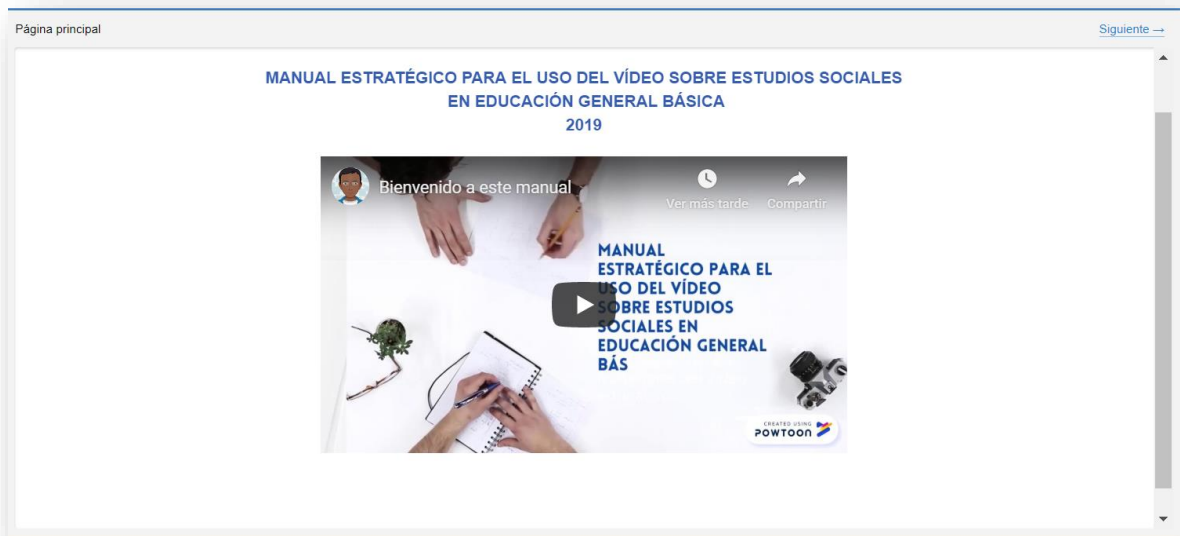 Página principal
Siguiente →
MANUAL ESTRATÉGICO PARA EL USO DEL VÍDEO SOBRE ESTUDIOS SOCIALES
EN EDUCACIÓN GENERAL BÁSICA
2019
Bienvenido a este manual
Ver más tarde
Compartir
MANUAL
ESTRATÉGICO PARA EL
USO DEL VÍDEO
SOBRE ESTUDIOS
SOCIALES EN
EDUCACIÓN GENERAL
BÁS
CREATED USING
POWTOON